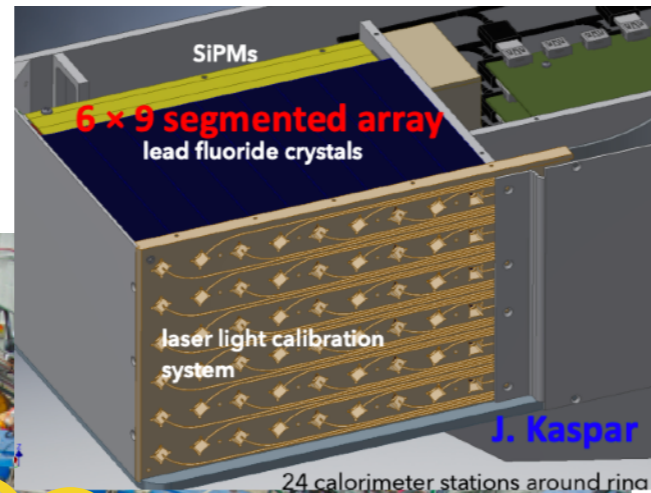 SiPMs
6 × 9 segmented array
lead fluoride crystals
laser light calibration
system
J. Kaspar
24 calorimeter stations around ring